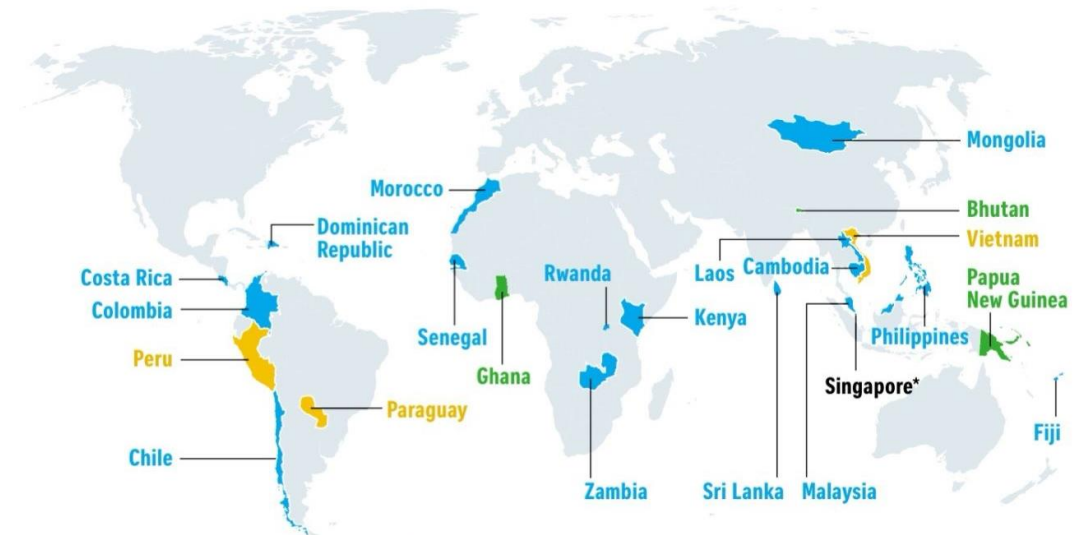 Mongolia
Morocco
Bhutan
Dominican
Republic
Vietnam
Costa Rica
Rwanda
Laos
Cambodia
Papua
New Guinea
Colombia
Senegal
Kenya
Philippines
Peru
Ghana
Singapore*
Paraguay
Fiji
Chile
Zambia
Sri Lanka
Malaysia